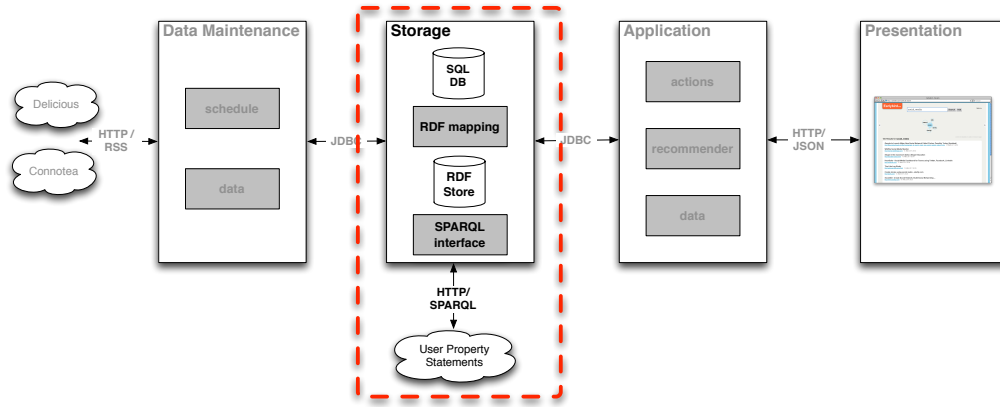 Data Maintenance
Storage
Application
Presentation
SQL
DB
Delicious
schedule
actions
RDF mapping
HTTP /
RSS
JDBC
JDBC
recommender
HTTP/
JSON
Connotea
data
RDF
Store
data
SPARQL
interface
HTTP/
SPARQL
User Property
Statements